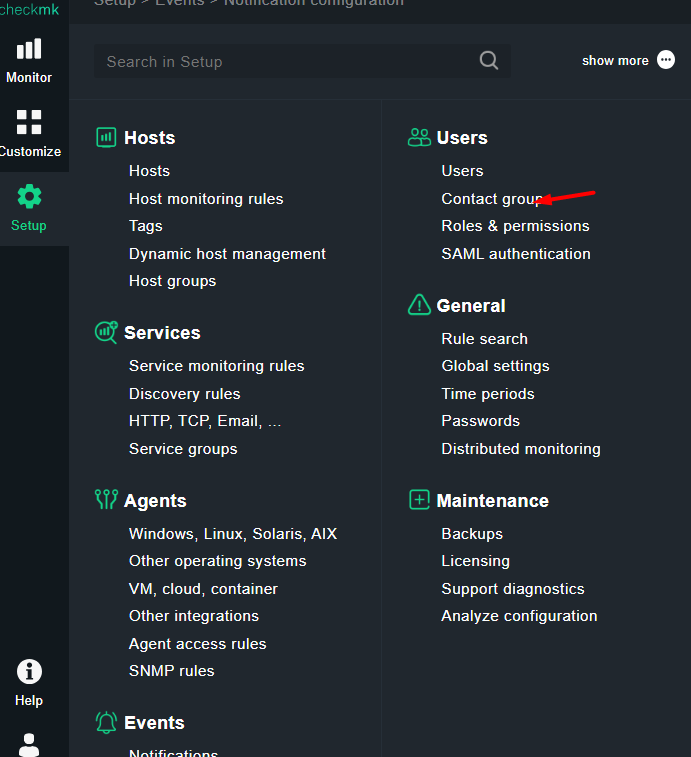 checkmk
Setup > Events > Notification configuration
Search in Setup
show more
Monitor
Customize
Setup
Hosts
Hosts
Host monitoring rules
Tags
Dynamic host management
Host groups
Services
Service monitoring rules
Discovery rules
HTTP, TCP, Email, ...
Service groups
Agents
Windows, Linux, Solaris, AIX
Other operating systems
VM, cloud, container
Other integrations
Agent access rules
SNMP rules
Events
Notifications
Users
Users
Contact group
Roles & permissions
SAML authentication
General
Rule search
Global settings
Time periods
Passwords
Distributed monitoring
Maintenance
Backups
Licensing
Support diagnostics
Analyze configuration
Help